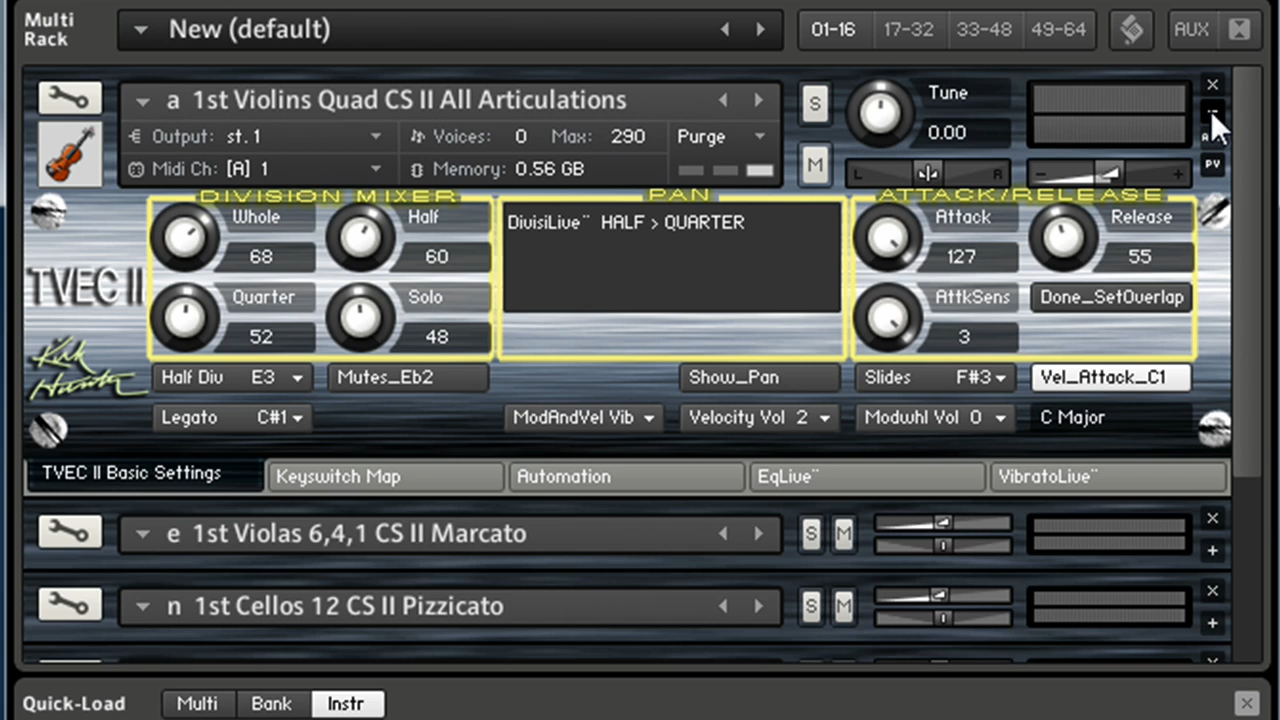 Multi Rack
New (default)
01-16 17-32 33-48 49-64 AUX
a 1st Violins Quad CS II All Articulations
S
Tune
0.00
Output: st. 1
Voices: 0 Max: 290
Purge
Midi Ch: [A] 1
Memory: 0.56 GB
M
L R
- +
PV
DIVISION MIXER
PAN
ATTACK/RELEASE
Whole
68
Half
60
DivisiLive¨ HALF > QUARTER
Attack
127
Release
55
TVEC II
Quarter
52
Solo
48
AttkSens
3
Done_SetOverlap
Kirk Hunter
Half Div E3
Mutes_Eb2
Show_Pan
Slides F#3
Vel_Attack_C1
Legato C#1
ModAndVel Vib
Velocity Vol 2
Modwhl Vol 0
C Major
TVEC II Basic Settings
Keyswitch Map
Automation
EqLive¨
VibratoLive¨
e 1st Violas 6,4,1 CS II Marcato
S M
n 1st Cellos 12 CS II Pizzicato
S M
Quick-Load
Multi
Bank
Instr